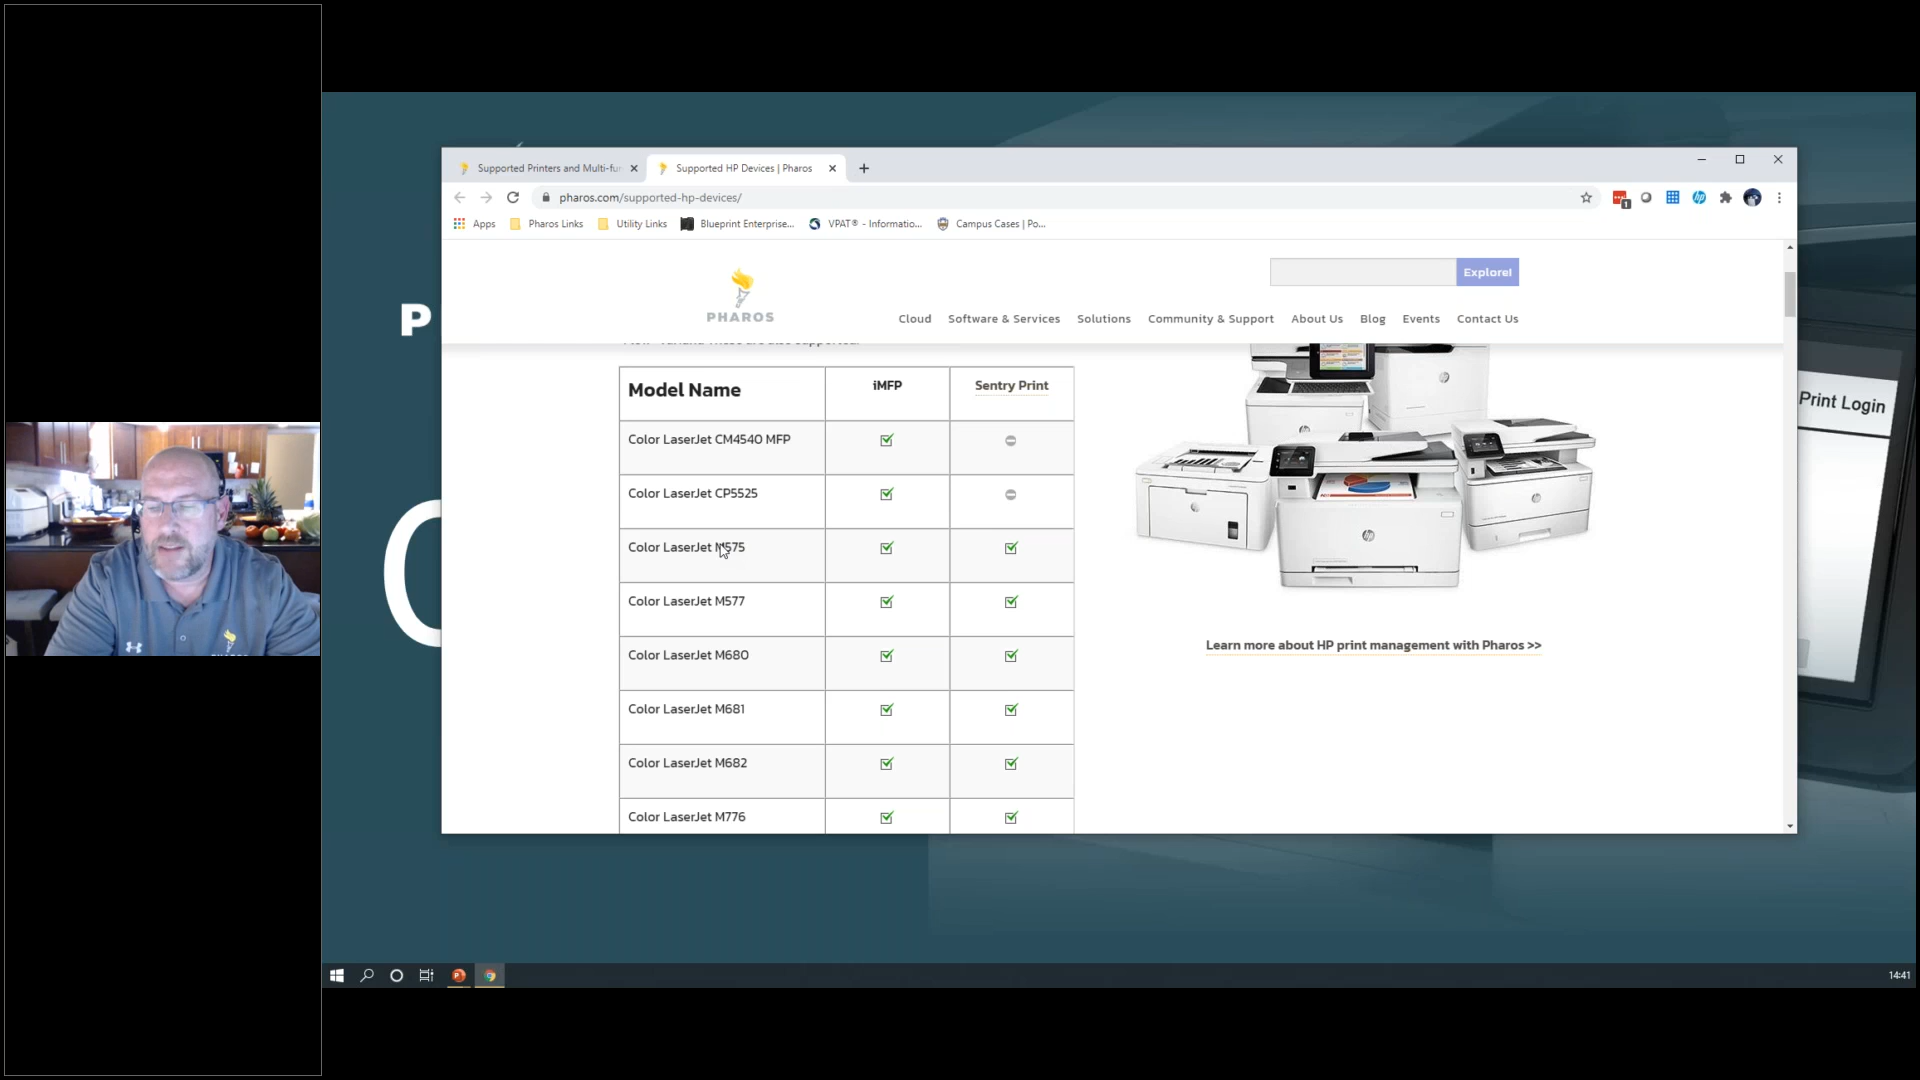 Supported Printers and Multi-fu
Supported HP Devices | Pharos
pharos.com/supported-hp-devices/
Apps
Pharos Links
Utility Links
Blueprint Enterprise...
VPAT® - Informatio...
Campus Cases | Po...
PHAROS
Explore!
Cloud
Software & Services
Solutions
Community & Support
About Us
Blog
Events
Contact Us
Model Name
iMFP
Sentry Print
Color LaserJet CM4540 MFP
Color LaserJet CP5525
Color LaserJet M575
Color LaserJet M577
Color LaserJet M680
Color LaserJet M681
Color LaserJet M682
Color LaserJet M776
Learn more about HP print management with Pharos >>
P
Print Login
14:41